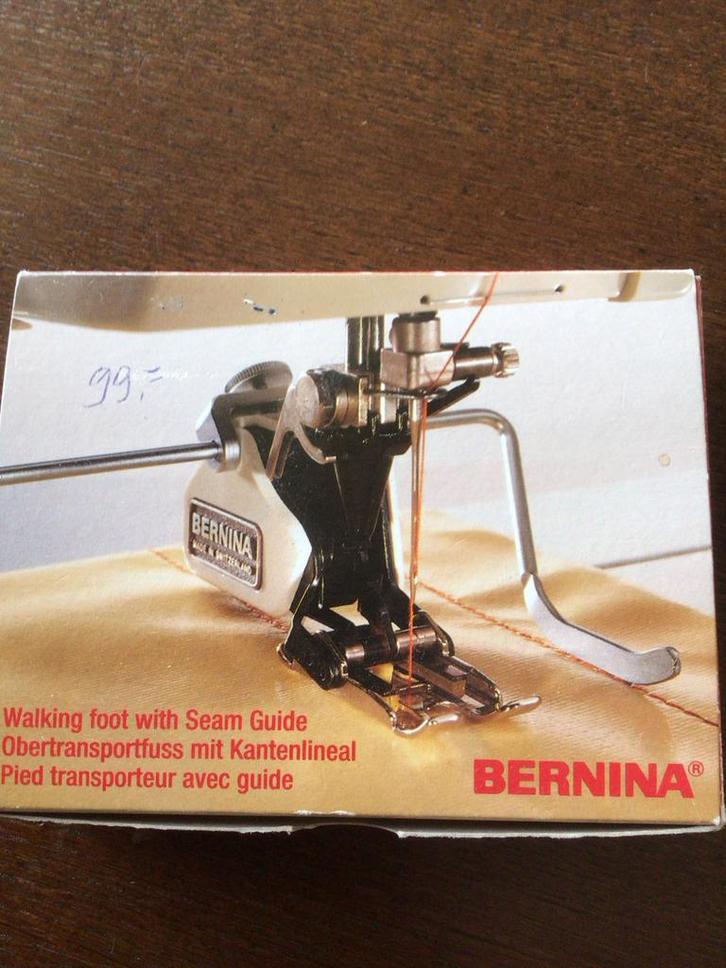 99,=
BERNINA
MADE IN SWITZERLAND
Walking foot with Seam Guide
Obertransportfuss mit Kantenlineal
Pied transporteur avec guide
BERNINA®